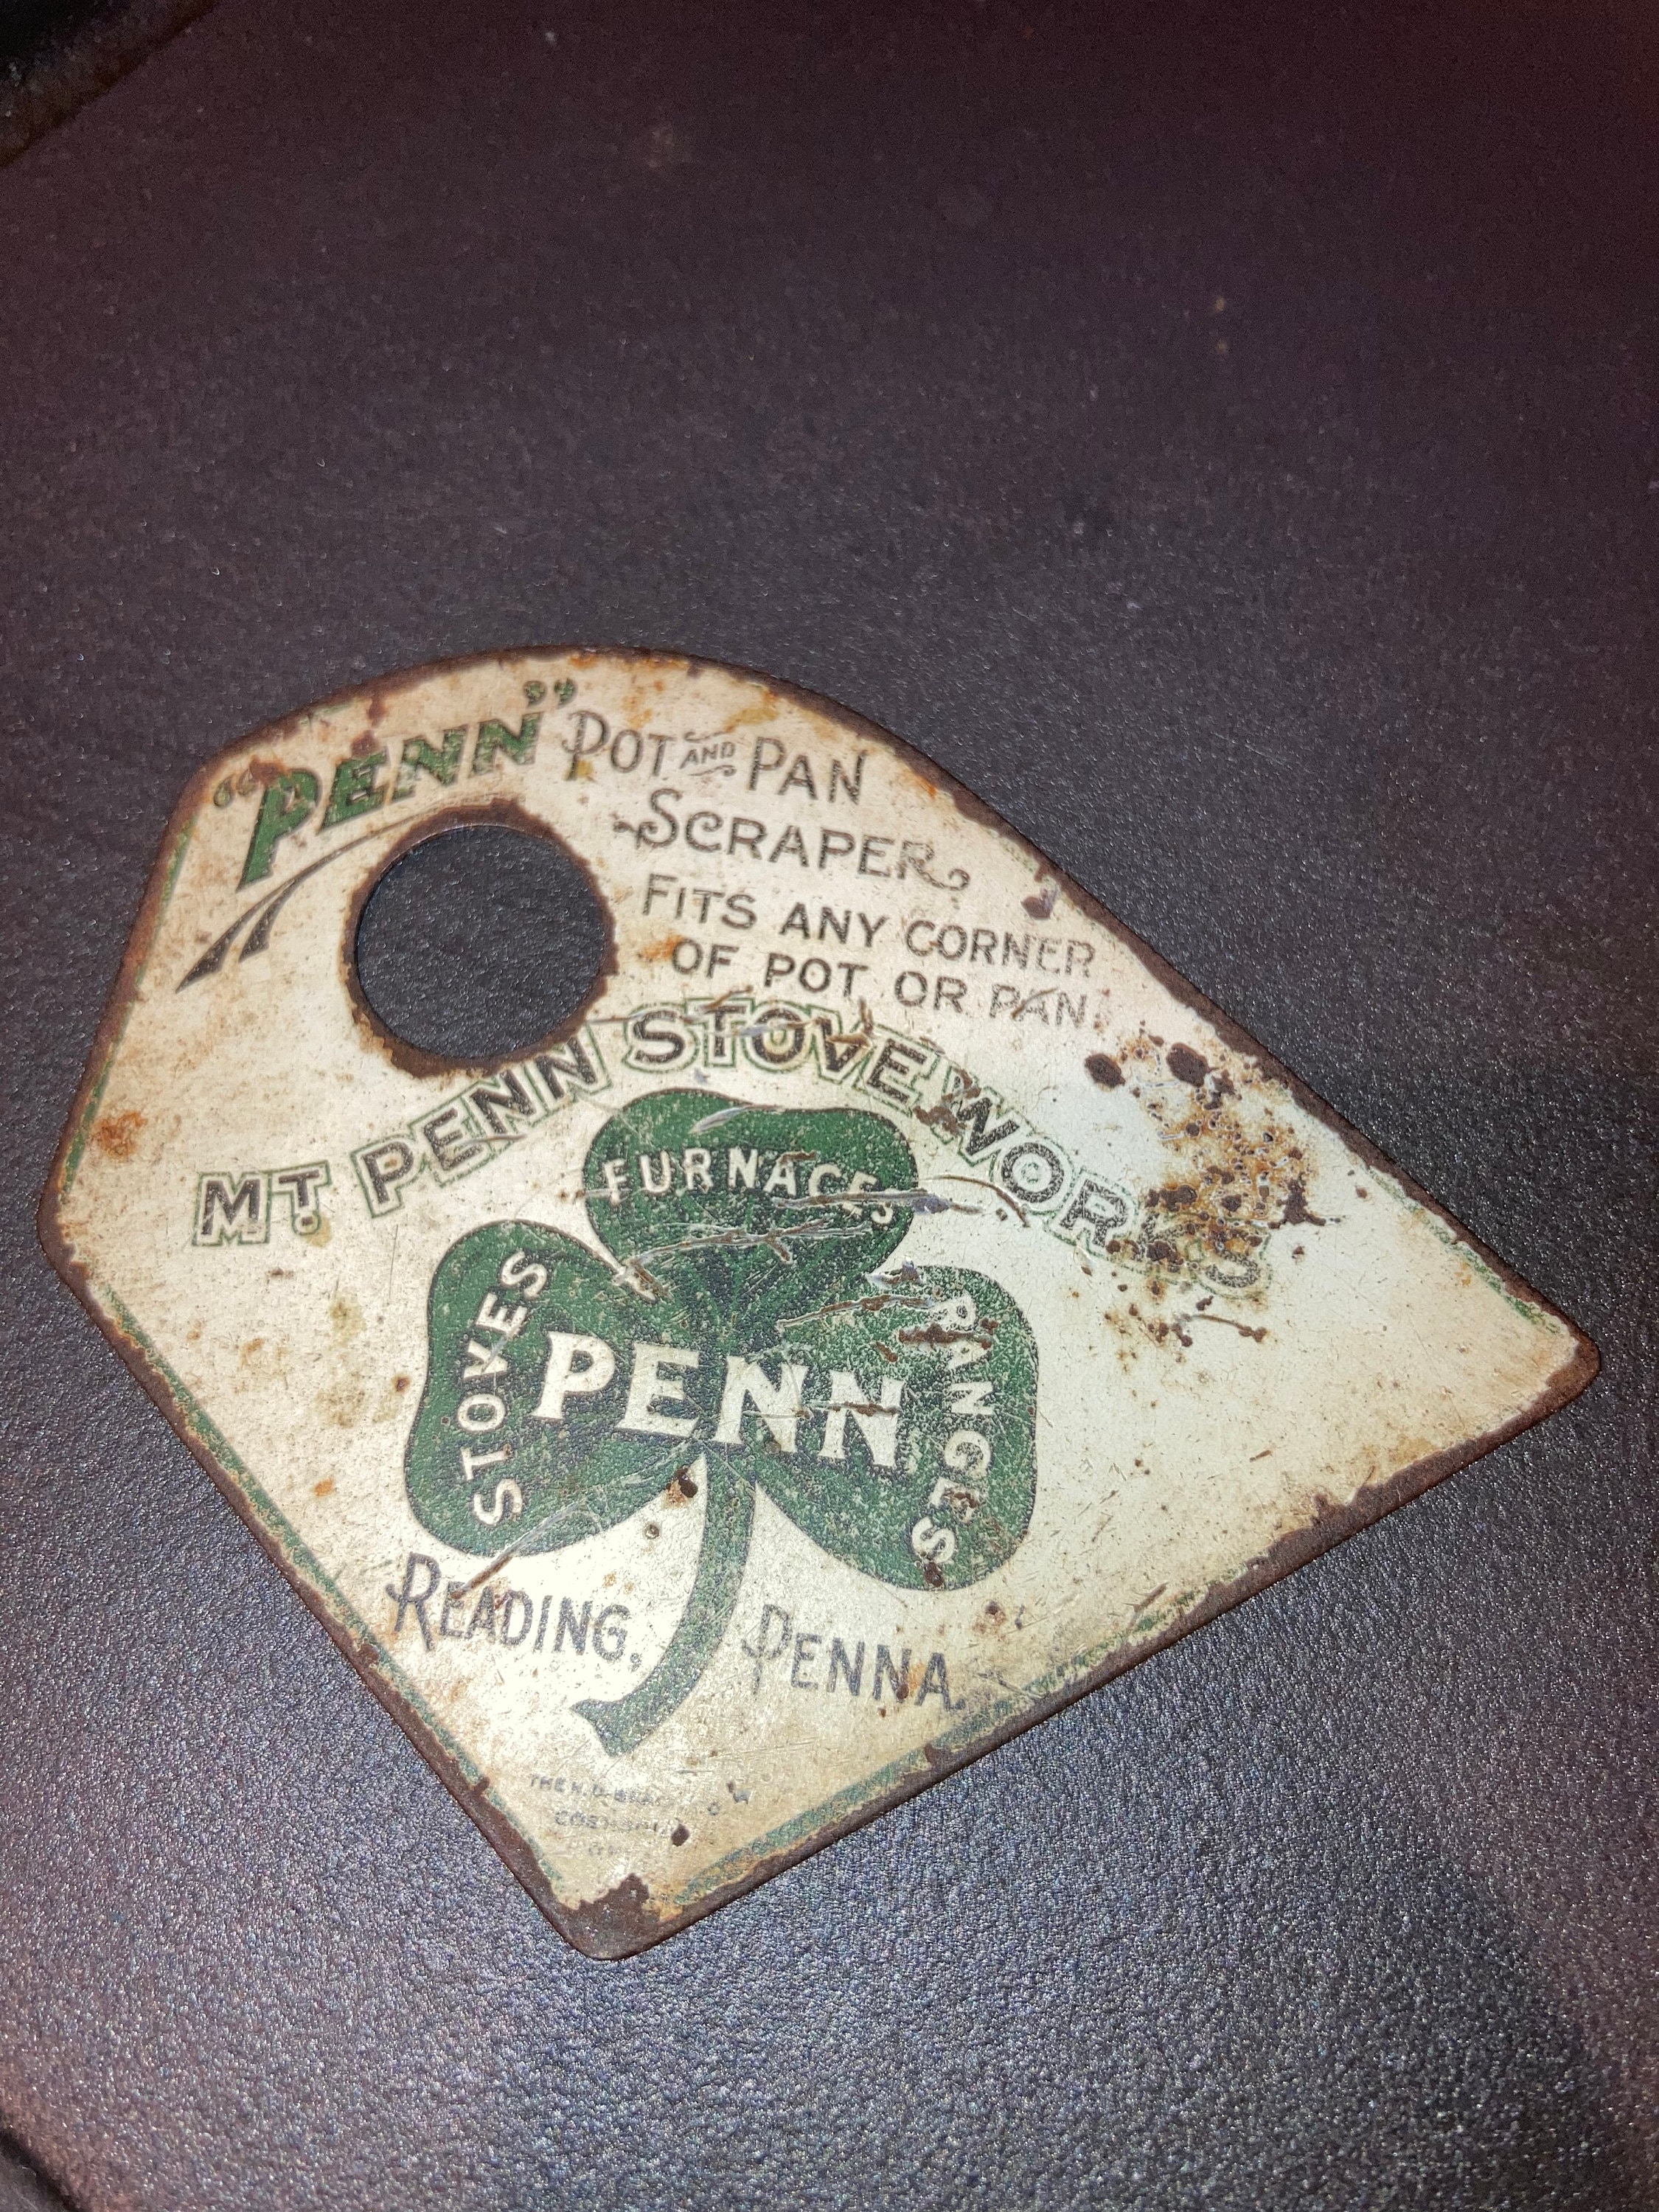 “PENN” POT AND PAN
SCRAPER
FITS ANY CORNER
OF POT OR PAN.
MT. PENN STOVE WORKS
FURNACES
STOVES
RANGES
PENN
READING, PENNA.
THE H.D.